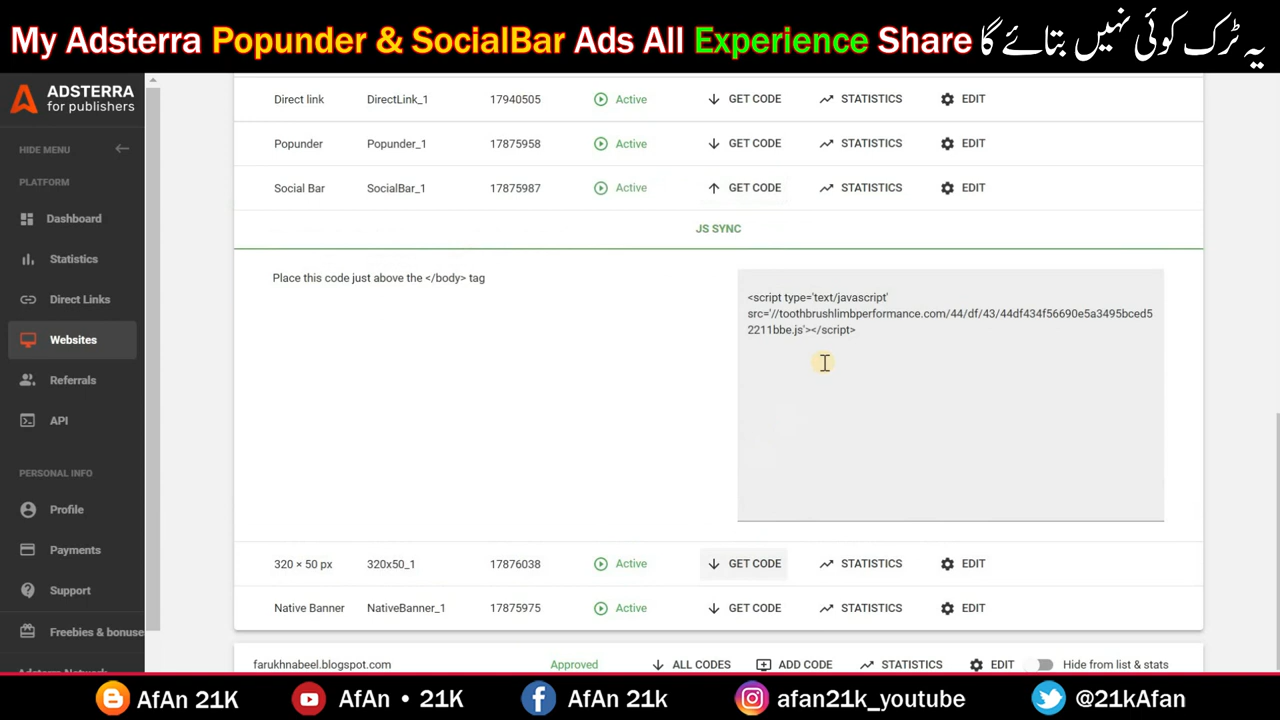 My Adsterra Popunder & SocialBar Ads All Experience Share یہ ٹرک کوئی نہیں بتائے گا
ADSTERRA
for publishers
HIDE MENU
PLATFORM
Dashboard
Statistics
Direct Links
Websites
Referrals
API
PERSONAL INFO
Profile
Payments
Support
Freebies & bonuse
Adsterra Network
Direct link DirectLink_1 17940505 Active GET CODE STATISTICS EDIT
Popunder Popunder_1 17875958 Active GET CODE STATISTICS EDIT
Social Bar SocialBar_1 17875987 Active GET CODE STATISTICS EDIT
JS SYNC
Place this code just above the </body> tag
<script type='text/javascript'
src='//toothbrushlimbperformance.com/44/df/43/44df434f56690e5a3495bced5
2211bbe.js'></script>
320 × 50 px 320x50_1 17876038 Active GET CODE STATISTICS EDIT
Native Banner NativeBanner_1 17875975 Active GET CODE STATISTICS EDIT
farukhnabeel.blogspot.com Approved ALL CODES ADD CODE STATISTICS EDIT Hide from list & stats
AfAn 21K AfAn • 21K AfAn 21k afan21k_youtube @21kAfan